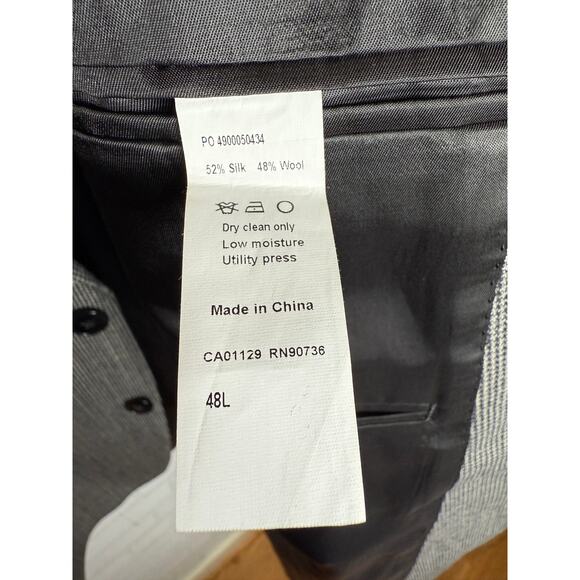 PO 4900050434
52% Silk 48% Wool
Dry clean only
Low moisture
Utility press
Made in China
CA01129 RN90736
48L